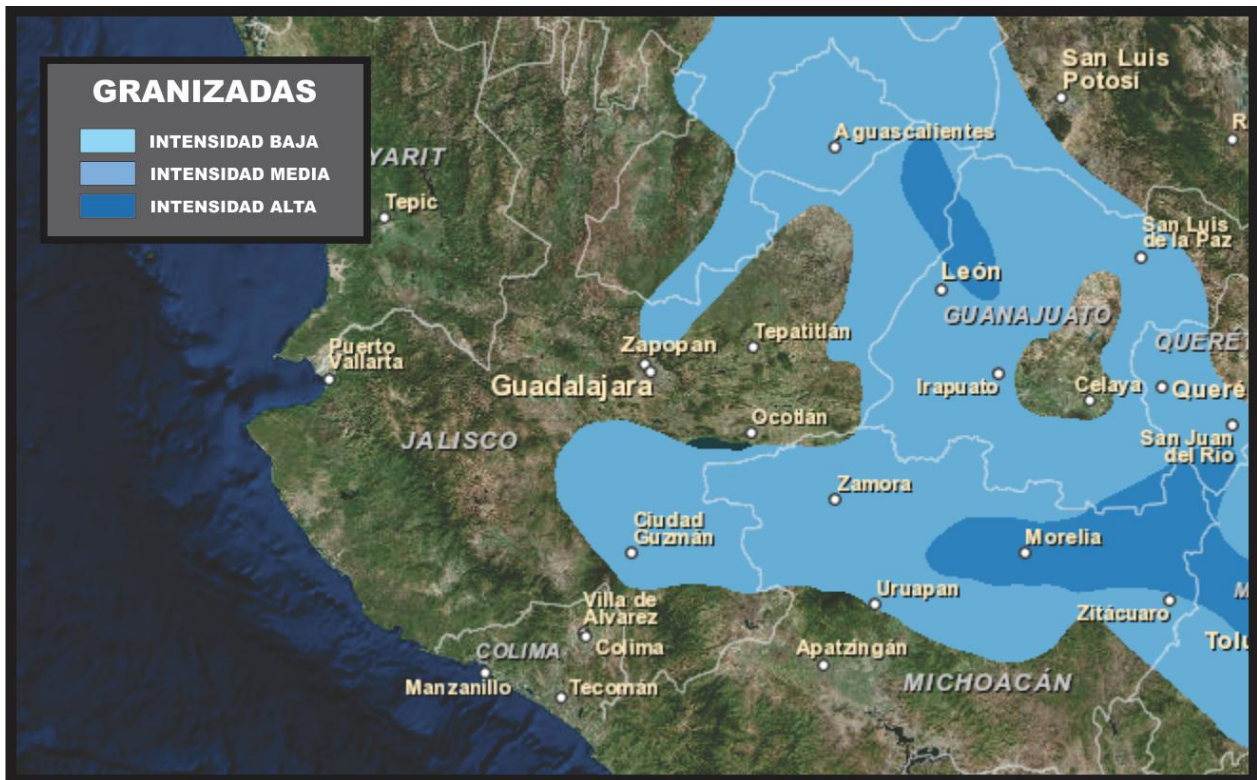 GRANIZADAS
INTENSIDAD BAJA
INTENSIDAD MEDIA
INTENSIDAD ALTA
San Luis
Potosí
Aguascalientes
R
YARIT
Tepic
San Luis
de la Paz
León
GUANAJUATO
Puerto
Vallarta
Zapopan
Tepatitlán
QUERÉ
Guadalajara
Irapuato
Celaya
Queré
Ocotlán
JALISCO
San Juan
del Río
Zamora
Ciudad
Guzmán
Morelia
Uruapan
M
Villa de
Álvarez
Zitácuaro
COLIMA
Colima
Apatzingán
Tolu
Manzanillo
Tecomán
MICHOACÁN